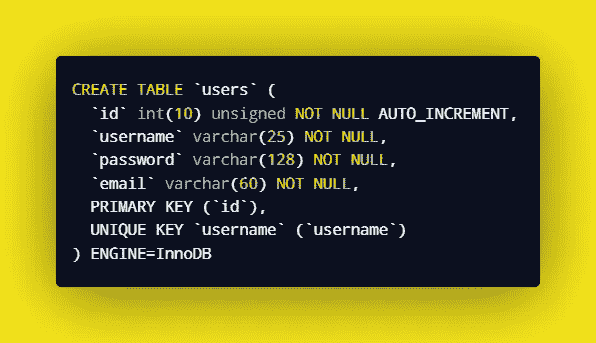 CREATE TABLE `users` (
  `id` int(10) unsigned NOT NULL AUTO_INCREMENT,
  `username` varchar(25) NOT NULL,
  `password` varchar(128) NOT NULL,
  `email` varchar(60) NOT NULL,
  PRIMARY KEY (`id`),
  UNIQUE KEY `username` (`username`)
) ENGINE=InnoDB